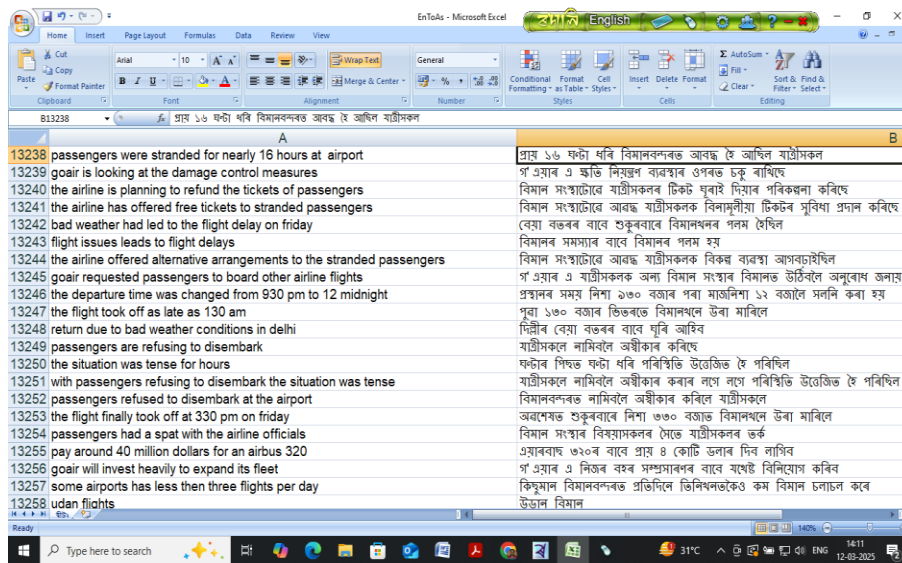 EnToAs - Microsoft Excel
ৰমনি English
Home Insert Page Layout Formulas Data Review View
Cut
Copy
Format Painter
Paste
Arial 10
Wrap Text
Merge & Center
General
Conditional Formatting
Format as Table
Cell Styles
Insert Delete Format
AutoSum
Fill
Clear
Sort & Filter
Find & Select
Clipboard Font Alignment Number Styles Cells Editing
B13238 fx প্ৰায় ১৬ ঘণ্টা ধৰি বিমানবন্দৰত আবদ্ধ হৈ আছিল যাত্ৰীসকল
A B
13238 passengers were stranded for nearly 16 hours at airport প্ৰায় ১৬ ঘণ্টা ধৰি বিমানবন্দৰত আবদ্ধ হৈ আছিল যাত্ৰীসকল
13239 goair is looking at the damage control measures গ'এয়াৰ এ ক্ষতি নিয়ন্ত্ৰণ ব্যৱস্থাৰ ওপৰত চকু ৰাখিছে
13240 the airline is planning to refund the tickets of passengers বিমান সংস্থাটোৱে যাত্ৰীসকলৰ টিকট ঘূৰাই দিয়াৰ পৰিকল্পনা কৰিছে
13241 the airline has offered free tickets to stranded passengers বিমান সংস্থাটোৱে আৱদ্ধ যাত্ৰীসকলক বিনামূলীয়া টিকটৰ সুবিধা প্ৰদান কৰিছে
13242 bad weather had led to the flight delay on friday বেয়া বতৰৰ বাবে শুকুৰবাৰে বিমানখনৰ পলম হৈছিল
13243 flight issues leads to flight delays বিমানৰ সমস্যাৰ বাবে বিমানৰ পলম হয়
13244 the airline offered alternative arrangements to the stranded passengers বিমান সংস্থাটোৱে আৱদ্ধ যাত্ৰীসকলক বিকল্প ব্যৱস্থা আগবঢ়াইছিল
13245 goair requested passengers to board other airline flights গ'এয়াৰ এ যাত্ৰীসকলক অন্য বিমান সংস্থাৰ বিমানত উঠিবলৈ অনুৰোধ জনায়
13246 the departure time was changed from 930 pm to 12 midnight প্ৰস্থানৰ সময় নিশা ৯৩০ বজাৰ পৰা মাজনিশা ১২ বজালৈ সলনি কৰা হয়
13247 the flight took off as late as 130 am পুৱা ১৩০ বজাৰ ভিতৰতে বিমানখনে উৰা মাৰিলে
13248 return due to bad weather conditions in delhi দিল্লীৰ বেয়া বতৰৰ বাবে ঘূৰি আহিব
13249 passengers are refusing to disembark যাত্ৰীসকলে নামিবলৈ অস্বীকাৰ কৰিছে
13250 the situation was tense for hours ঘণ্টাৰ পিছত ঘণ্টা ধৰি পৰিস্থিতি উত্তেজিত হৈ পৰিছিল
13251 with passengers refusing to disembark the situation was tense যাত্ৰীসকলে নামিবলৈ অস্বীকাৰ কৰাৰ লগে লগে পৰিস্থিতি উত্তেজিত হৈ পৰিছিল
13252 passengers refused to disembark at the airport বিমানবন্দৰত নামিবলৈ অস্বীকাৰ কৰিলে যাত্ৰীসকলে
13253 the flight finally took off at 330 pm on friday অৱশেষত শুকুৰবাৰে নিশা ৩৩০ বজাত বিমানখনে উৰা মাৰিলে
13254 passengers had a spat with the airline officials বিমান সংস্থাৰ বিষয়াসকলৰ সৈতে যাত্ৰীসকলৰ তৰ্ক
13255 pay around 40 million dollars for an airbus 320 এয়াৰবাছ ৩২০ৰ বাবে প্ৰায় ৪ কোটি ডলাৰ দিব লাগিব
13256 goair will invest heavily to expand its fleet গ'এয়াৰ এ নিজৰ বহৰ সম্প্ৰসাৰণৰ বাবে যথেষ্ট বিনিয়োগ কৰিব
13257 some airports has less then three flights per day কিছুমান বিমানবন্দৰত প্ৰতিদিনে তিনিখনতকৈও কম বিমান চলাচল কৰে
13258 udan flights উড়ান বিমান
Ready 140%
Type here to search 31°C ENG 14:11
12-03-2025